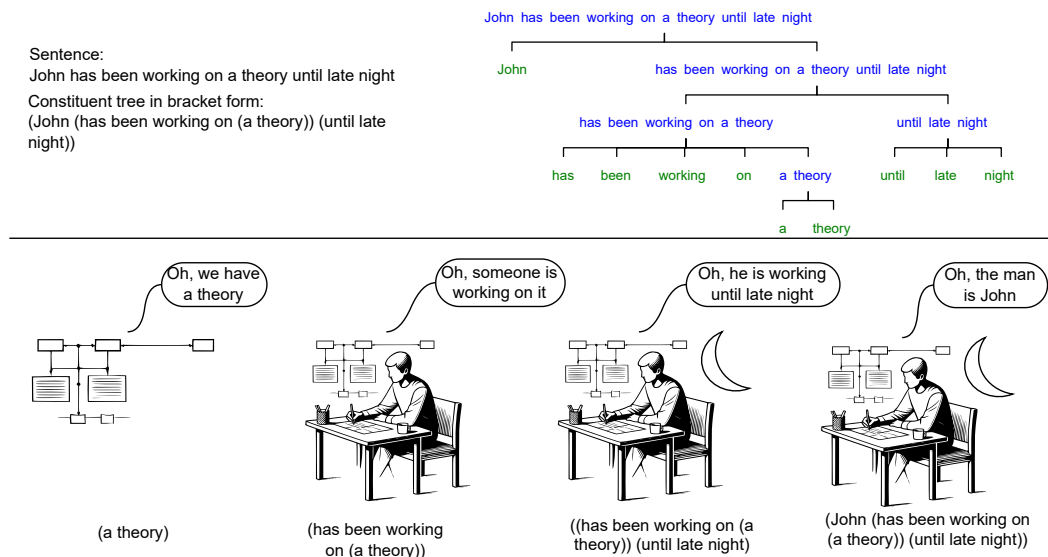 Sentence:
John has been working on a theory until late night
Constituent tree in bracket form:
(John (has been working on (a theory)) (until late
night))
John has been working on a theory until late night
John
has been working on a theory until late night
has been working on a theory
until late night
has been working on a theory until late night
a theory
Oh, we have
a theory
Oh, someone is
working on it
Oh, he is working
until late night
Oh, the man
is John
(a theory)
(has been working
on (a theory))
((has been working on (a
theory)) (until late night)
(John (has been working on
(a theory)) (until late night))